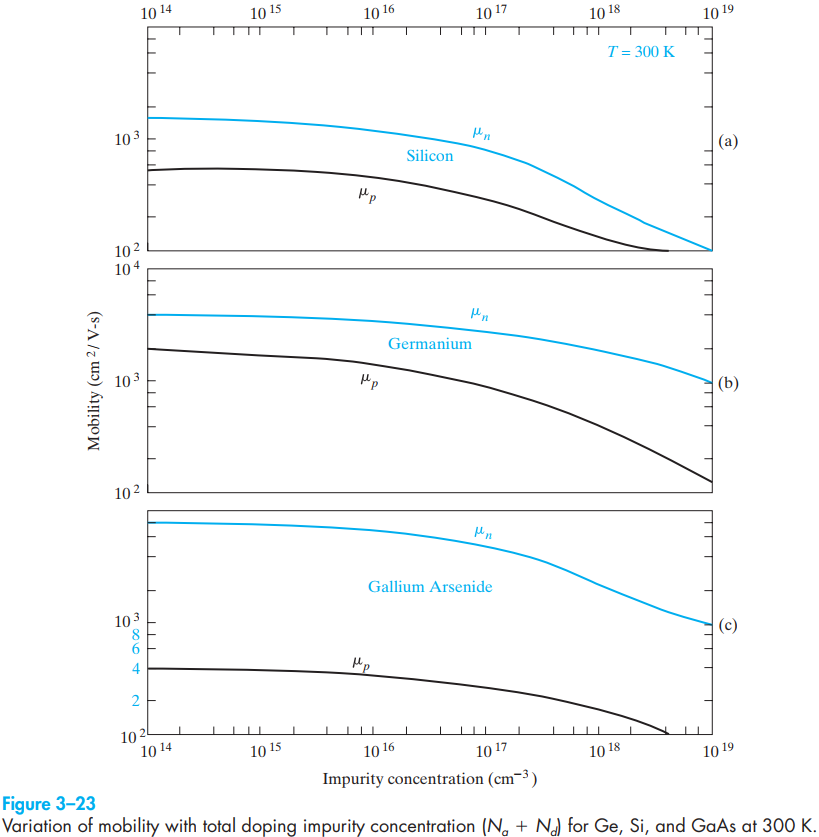 10 14 10 15 10 16 10 17 10 18 10 19
T = 300 K
μn
10 3
(a)
Silicon
μp
10 2
10 4
μn
Germanium
Mobility (cm 2/ V-s)
10 3
μp
(b)
10 2
μn
Gallium Arsenide
10 3
(c)
8
6
μp
4
2
10 2
10 14 10 15 10 16 10 17 10 18 10 19
Impurity concentration (cm−3)
Figure 3–23
Variation of mobility with total doping impurity concentration (Na + Nd) for Ge, Si, and GaAs at 300 K.